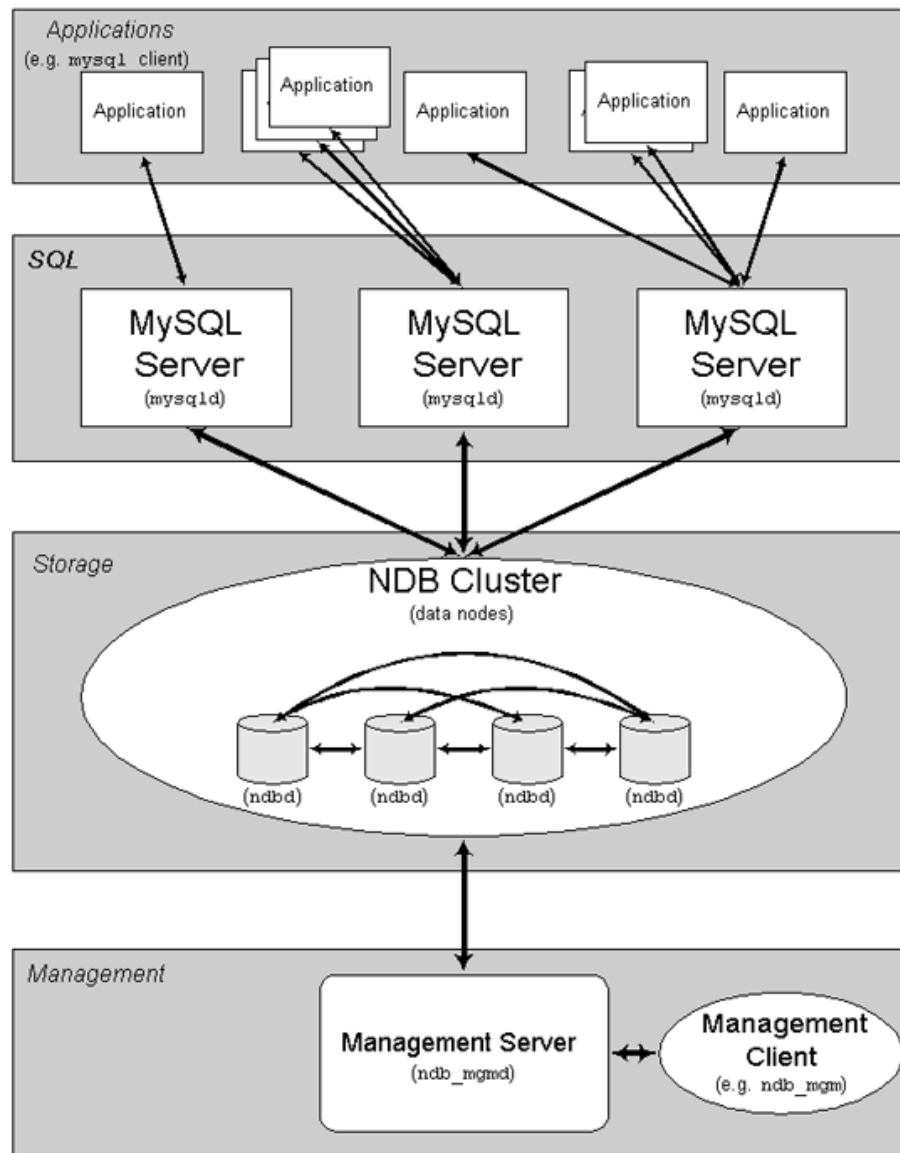 Applications
(e.g. mysql client)
Application
Application
Application
Application
Application
SQL
MySQL
Server
(mysqld)
MySQL
Server
(mysqld)
MySQL
Server
(mysqld)
Storage
NDB Cluster
(data nodes)
(ndbd)
(ndbd)
(ndbd)
(ndbd)
Management
Management Server
(ndb_mgmd)
Management
Client
(e.g. ndb_mgm)